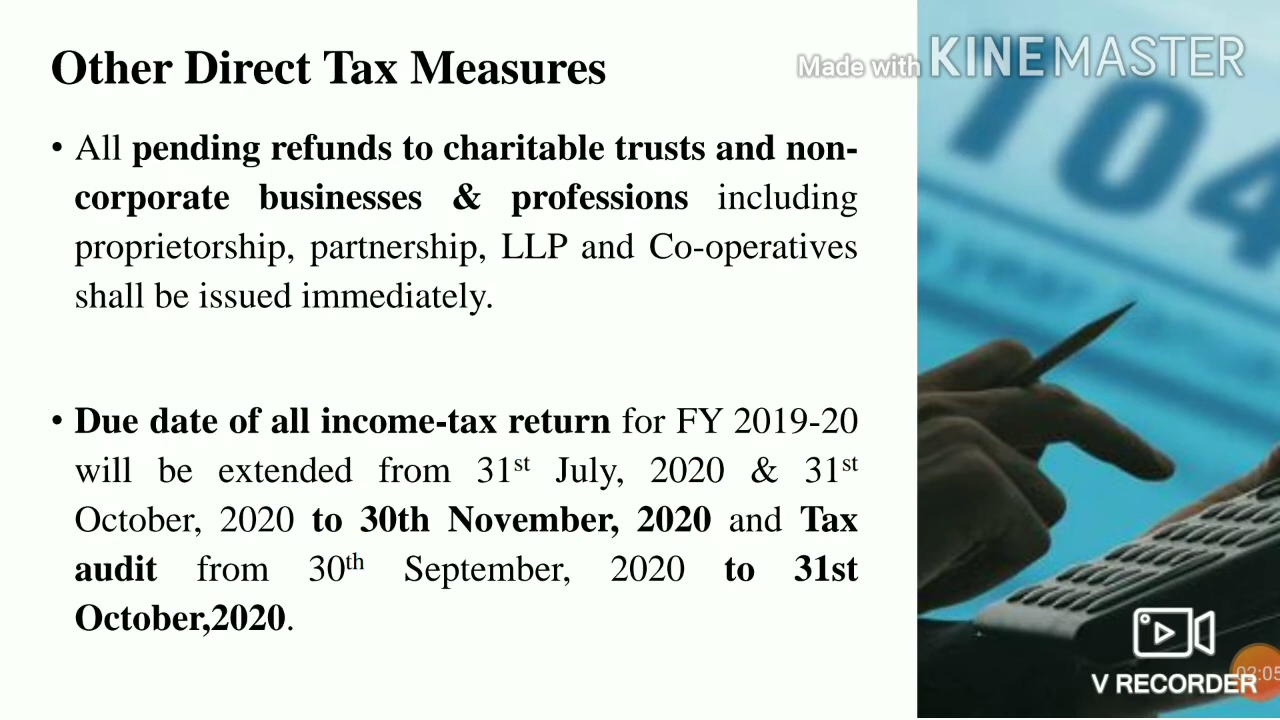 Other Direct Tax Measures
Made with KINEMASTER
• All pending refunds to charitable trusts and non-
corporate businesses & professions including
proprietorship, partnership, LLP and Co-operatives
shall be issued immediately.
• Due date of all income-tax return for FY 2019-20
will be extended from 31st July, 2020 & 31st
October, 2020 to 30th November, 2020 and Tax
audit from 30th September, 2020 to 31st
October,2020.
104
V RECORDER
02:05